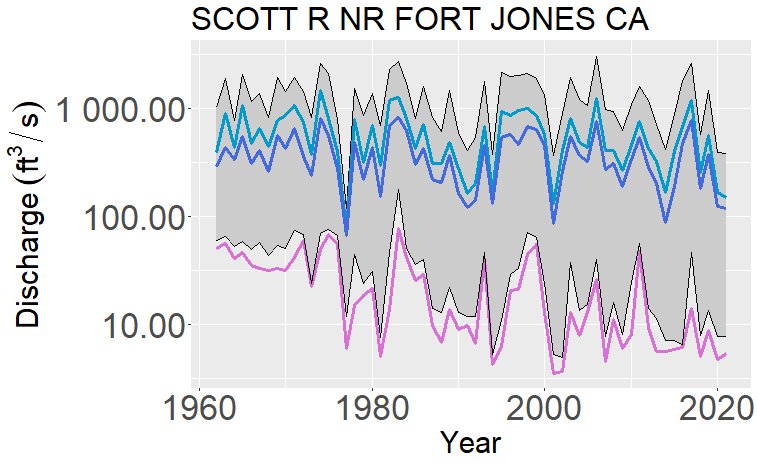 SCOTT R NR FORT JONES CA
Discharge (ft³/s)
1 000.00
100.00
10.00
1960 1980 2000 2020
Year